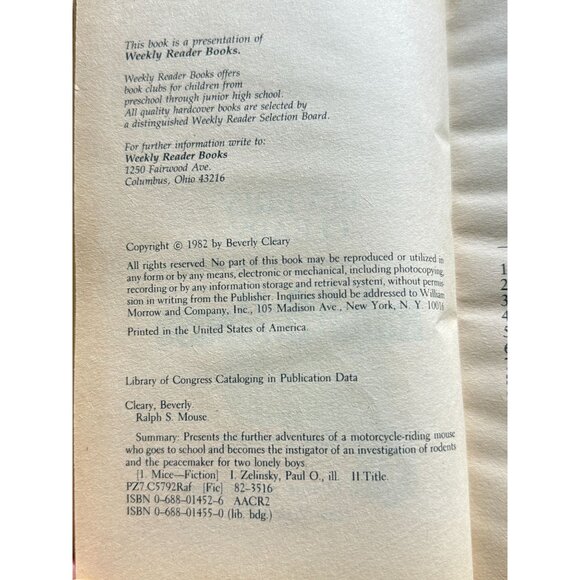 This book is a presentation of
Weekly Reader Books.
Weekly Reader Books offers
book clubs for children from
preschool through junior high school.
All quality hardcover books are selected by
a distinguished Weekly Reader Selection Board.
For further information write to:
Weekly Reader Books
1250 Fairwood Ave.
Columbus, Ohio 43216
Copyright © 1982 by Beverly Cleary
All rights reserved. No part of this book may be reproduced or utilized in
any form or by any means, electronic or mechanical, including photocopying,
recording or by any information storage and retrieval system, without permis-
sion in writing from the Publisher. Inquiries should be addressed to William
Morrow and Company, Inc., 105 Madison Ave., New York, N. Y. 10016
Printed in the United States of America.
Library of Congress Cataloging in Publication Data
Cleary, Beverly.
Ralph S. Mouse.
Summary: Presents the further adventures of a motorcycle-riding mouse
who goes to school and becomes the instigator of an investigation of rodents
and the peacemaker for two lonely boys.
[1. Mice—Fiction] I. Zelinsky, Paul O., ill. II. Title.
PZ7.C5792Raf [Fic] 82-3516
ISBN 0-688-01452-6 AACR2
ISBN 0-688-01455-0 (lib. bdg.)
1
2
3
4
5
6
7